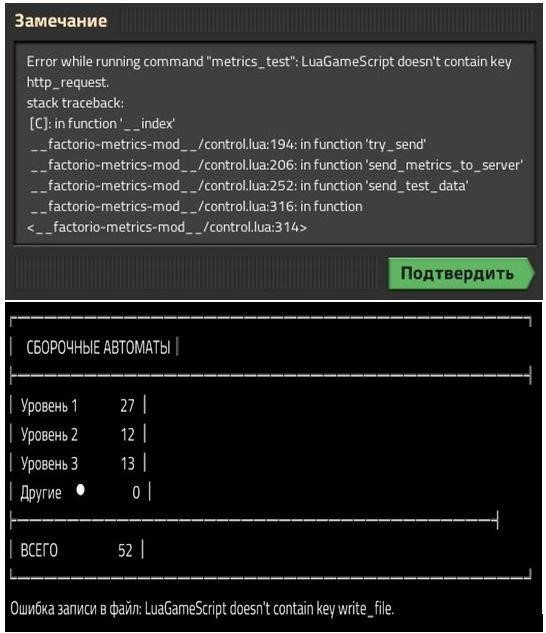 Замечание
Error while running command "metrics_test": LuaGameScript doesn't contain key
http_request.
stack traceback:
[C]: in function '__index'
__factorio-metrics-mod__/control.lua:194: in function 'try_send'
__factorio-metrics-mod__/control.lua:206: in function 'send_metrics_to_server'
__factorio-metrics-mod__/control.lua:252: in function 'send_test_data'
__factorio-metrics-mod__/control.lua:316: in function
<__factorio-metrics-mod__/control.lua:314>
Подтвердить
СБОРОЧНЫЕ АВТОМАТЫ
Уровень 1 27
Уровень 2 12
Уровень 3 13
Другие 0
ВСЕГО 52
Ошибка записи в файл: LuaGameScript doesn't contain key write_file.